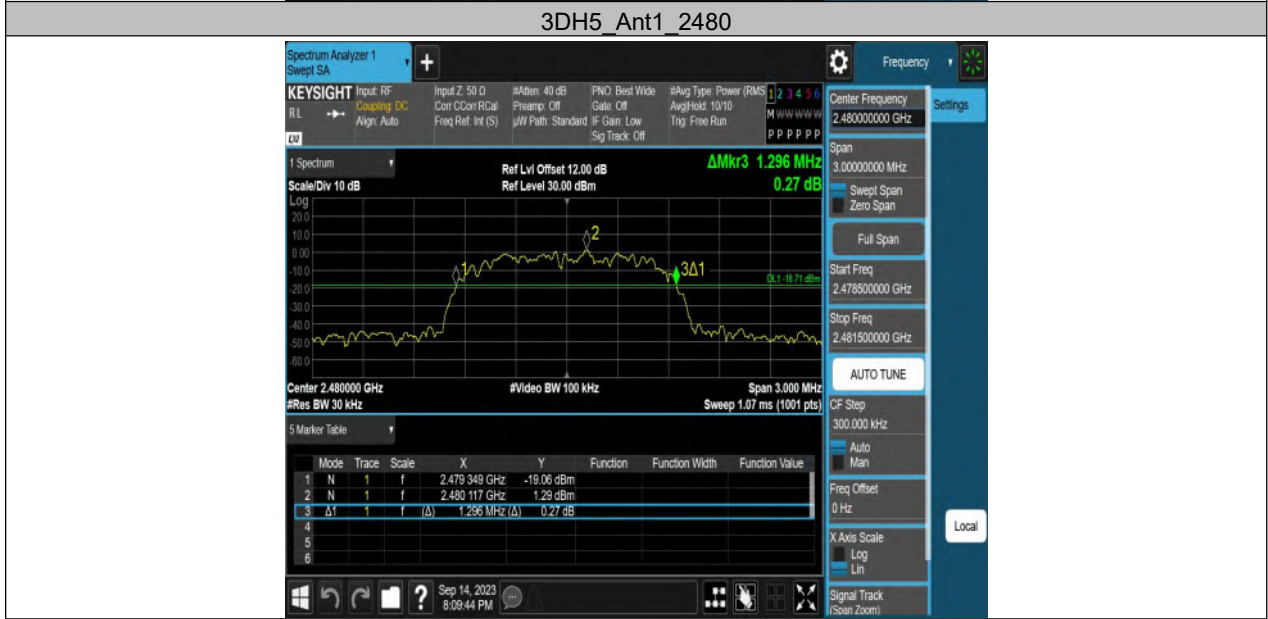 3DH5_Ant1_2480
Spectrum Analyzer 1
Swept SA
+
Frequency
KEYSIGHT
RL
LXI
Input: RF
Coupling: DC
Align: Auto
Input Z: 50 Ω
Corr CCorr RCal
Freq Ref: Int (S)
#Atten: 40 dB
Preamp: Off
µW Path: Standard
PNO: Best Wide
Gate: Off
IF Gain: Low
Sig Track: Off
#Avg Type: Power (RMS
Avg|Hold: 10/10
Trig: Free Run
1 2 3 4 5 6
M W W W W W
P P P P P P
1 Spectrum
Scale/Div 10 dB
Ref Lvl Offset 12.00 dB
Ref Level 30.00 dBm
ΔMkr3 1.296 MHz
0.27 dB
Log
20.0
10.0
0.00
-10.0
-20.0
-30.0
-40.0
-50.0
-60.0
1
2
3Δ1
DL1 -18.71 dBm
Center 2.480000 GHz
#Video BW 100 kHz
Span 3.000 MHz
#Res BW 30 kHz
Sweep 1.07 ms (1001 pts)
5 Marker Table
Mode Trace Scale X Y Function Function Width Function Value
1 N 1 f 2.479 349 GHz -19.06 dBm
2 N 1 f 2.480 117 GHz 1.29 dBm
3 Δ1 1 f (Δ) 1.296 MHz (Δ) 0.27 dB
4
5
6
?
Sep 14, 2023
8:09:44 PM
Center Frequency
2.480000000 GHz
Settings
Span
3.00000000 MHz
Swept Span
Zero Span
Full Span
Start Freq
2.478500000 GHz
Stop Freq
2.481500000 GHz
AUTO TUNE
CF Step
300.000 kHz
Auto
Man
Freq Offset
0 Hz
X Axis Scale
Log
Lin
Signal Track
(Span Zoom)
Local